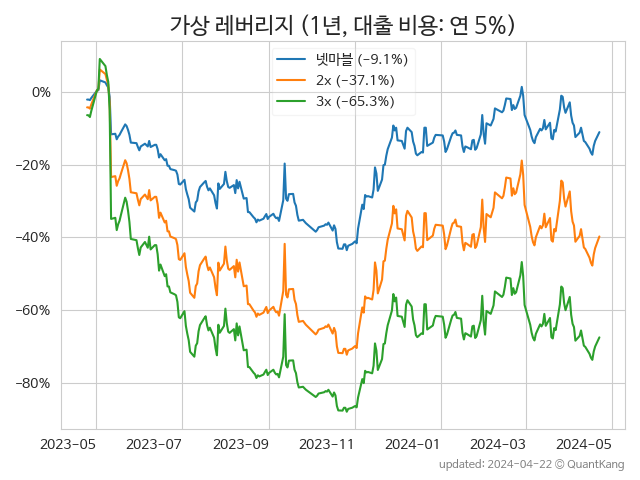 가상 레버리지 (1년, 대출 비용: 연 5%)
넷마블 (−9.1%)
2x (−37.1%)
3x (−65.3%)
0%
−20%
−40%
−60%
−80%
2023−05 2023−07 2023−09 2023−11 2024−01 2024−03 2024−05
updated: 2024−04−22 ⓒ QuantKang